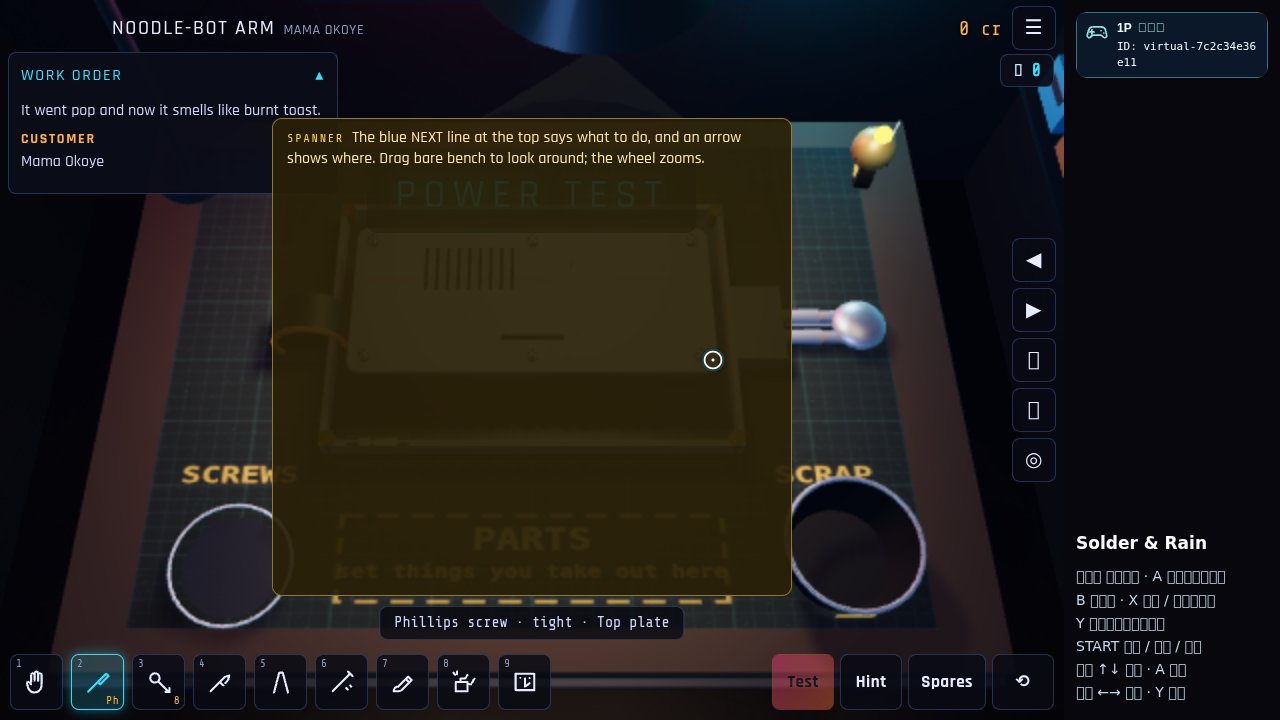 NOODLE-BOT ARM MAMA OKOYE
0 cr
WORK ORDER
It went pop and now it smells like burnt toast.
CUSTOMER
Mama Okoye
0
SPANNER The blue NEXT line at the top says what to do, and an arrow
shows where. Drag bare bench to look around; the wheel zooms.
POWER TEST
SCREWS
SCRAP
PARTS
set things you take out here
Phillips screw · tight · Top plate
1
2 Ph
3 8
4
5
6
7
8
9
Test
Hint
Spares
1P
ID: virtual-7c2c34e36
e11
Solder & Rain
· A
B · X /
Y
START / /
↑↓ · A
←→ · Y